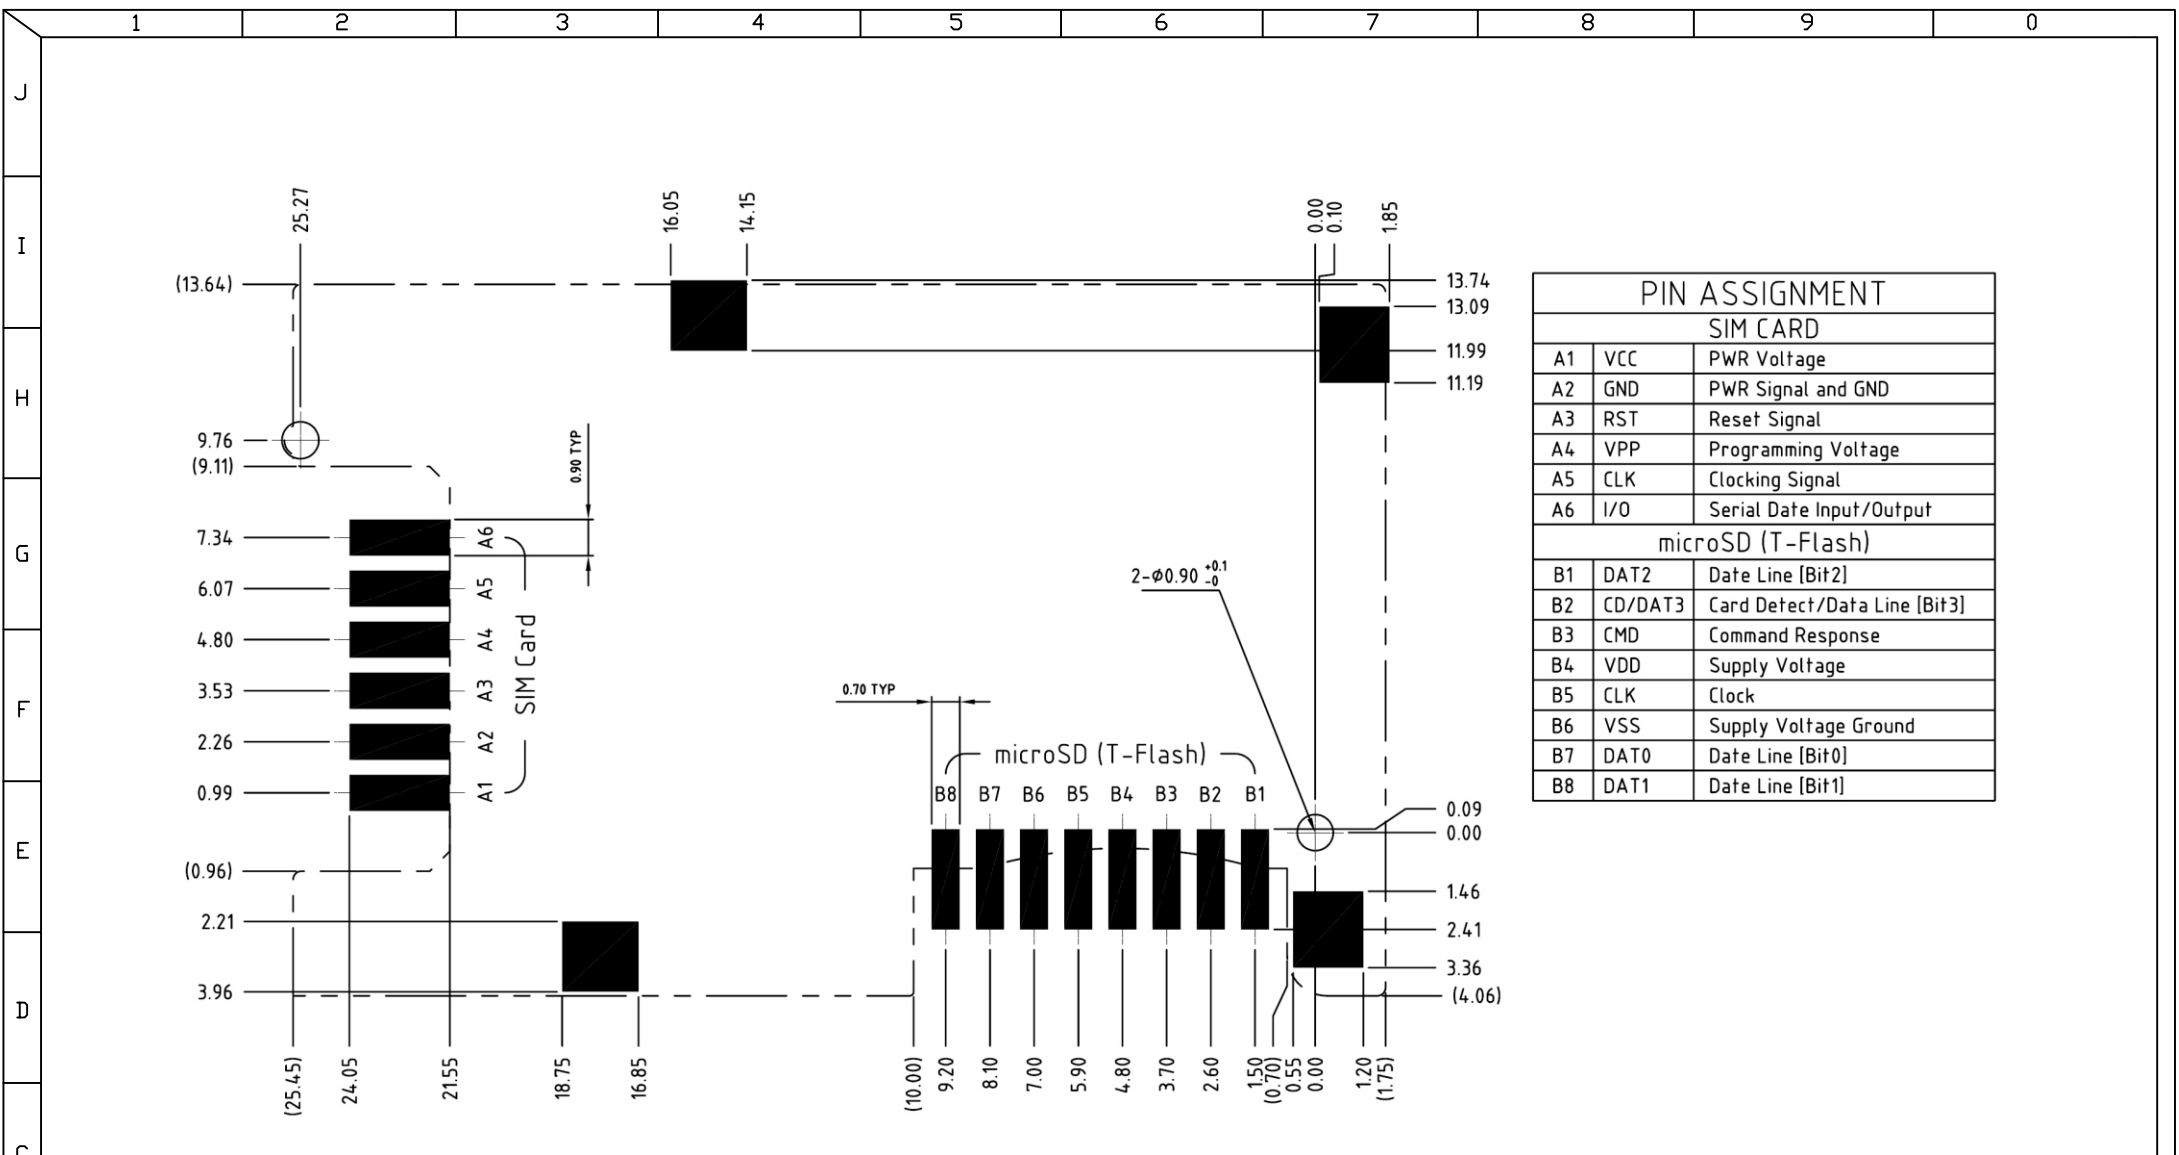 1 2 3 4 5 6 7 8 9 0
J
I
H
G
F
E
D
C
25.27
16.05
14.15
0.00
0.10
1.85
(13.64)
9.76
(9.11)
7.34
6.07
4.80
3.53
2.26
0.99
(0.96)
2.21
3.96
0.90 TYP
A6
A5
A4
A3
A2
A1
SIM Card
13.74
13.09
11.99
11.19
2-Ø0.90 +0.1 -0
0.70 TYP
microSD (T-Flash)
B8 B7 B6 B5 B4 B3 B2 B1
0.09
0.00
1.46
2.41
3.36
(4.06)
(25.45)
24.05
21.55
18.75
16.85
(10.00)
9.20
8.10
7.00
5.90
4.80
3.70
2.60
1.50
(0.70)
0.55
0.00
1.20
(1.75)
PIN ASSIGNMENT
SIM CARD
A1 VCC PWR Voltage
A2 GND PWR Signal and GND
A3 RST Reset Signal
A4 VPP Programming Voltage
A5 CLK Clocking Signal
A6 I/O Serial Date Input/Output
microSD (T-Flash)
B1 DAT2 Date Line [Bit2]
B2 CD/DAT3 Card Detect/Data Line [Bit3]
B3 CMD Command Response
B4 VDD Supply Voltage
B5 CLK Clock
B6 VSS Supply Voltage Ground
B7 DAT0 Date Line [Bit0]
B8 DAT1 Date Line [Bit1]